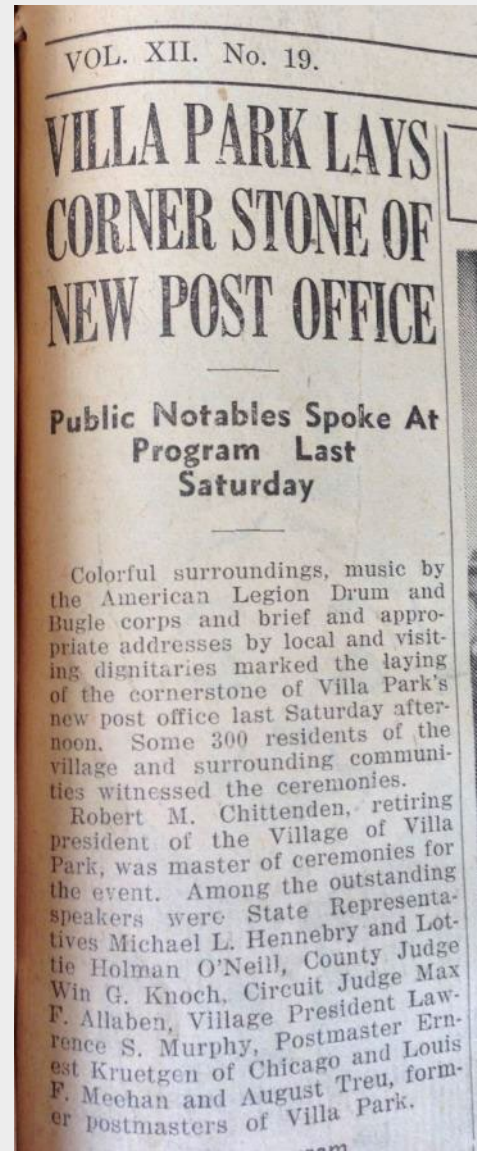 VOL. XII. No. 19.
VILLA PARK LAYS
CORNER STONE OF
NEW POST OFFICE
Public Notables Spoke At
Program Last
Saturday
Colorful surroundings, music by
the American Legion Drum and
Bugle corps and brief and appro-
priate addresses by local and visit-
ing dignitaries marked the laying
of the cornerstone of Villa Park's
new post office last Saturday after-
noon. Some 300 residents of the
village and surrounding communi-
ties witnessed the ceremonies.
Robert M. Chittenden, retiring
president of the Village of Villa
Park, was master of ceremonies for
the event. Among the outstanding
speakers were State Representa-
tives Michael L. Hennebry and Lot-
tie Holman O'Neill, County Judge
Win G. Knoch, Circuit Judge Max
F. Allaben, Village President Law-
rence S. Murphy, Postmaster Ern-
est Kruetgen of Chicago and Louis
F. Meehan and August Treu, form-
er postmasters of Villa Park.